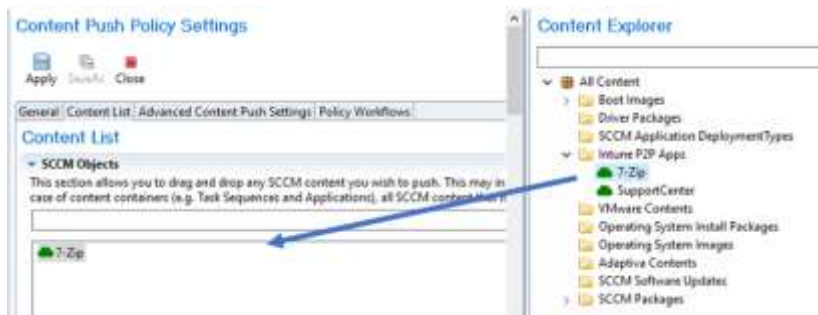 Content Push Policy Settings
Apply SaveAs Close
General Content List Advanced Content Push Settings Policy Workflows
Content List
SCCM Objects
This section allows you to drag and drop any SCCM content you wish to push. This may in
case of content containers (e.g. Task Sequences and Applications), all SCCM content that
7-Zip
Content Explorer
All Content
Boot Images
Driver Packages
SCCM Application DeploymentTypes
Intune P2P Apps
7-Zip
SupportCenter
VMware Contents
Operating System Install Packages
Operating System Images
Adaptiva Contents
SCCM Software Updates
SCCM Packages